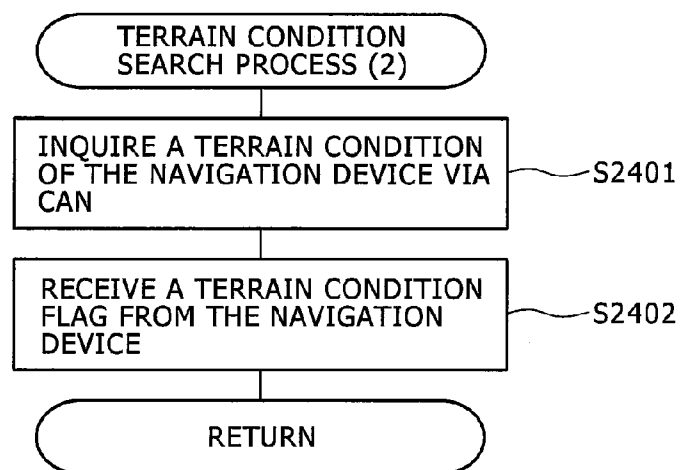 TERRAIN CONDITION
SEARCH PROCESS (2)
INQUIRE A TERRAIN CONDITION
OF THE NAVIGATION DEVICE VIA
CAN
S2401
RECEIVE A TERRAIN CONDITION
FLAG FROM THE NAVIGATION
DEVICE
S2402
RETURN